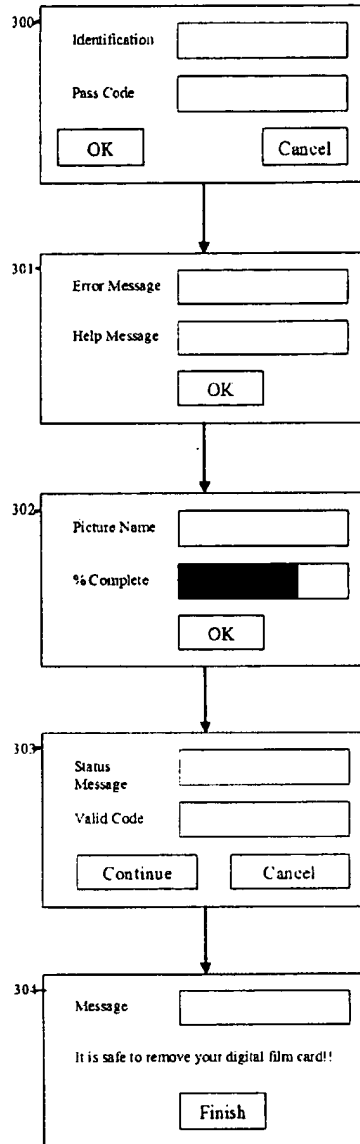 300
Identification
Pass Code
OK Cancel
301
Error Message
Help Message
OK
302
Picture Name
% Complete
OK
303
Status
Message
Valid Code
Continue Cancel
304
Message
It is safe to remove your digital film card!!
Finish